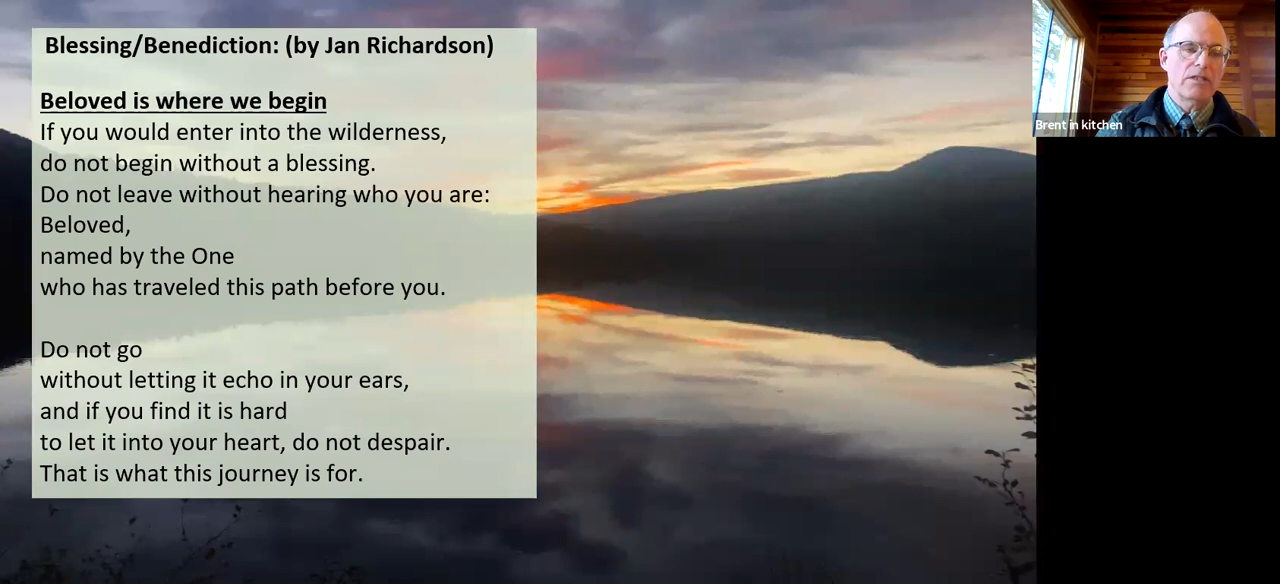 Blessing/Benediction: (by Jan Richardson)
Beloved is where we begin
If you would enter into the wilderness,
do not begin without a blessing.
Do not leave without hearing who you are:
Beloved,
named by the One
who has traveled this path before you.
Do not go
without letting it echo in your ears,
and if you find it is hard
to let it into your heart, do not despair.
That is what this journey is for.
Brent in kitchen